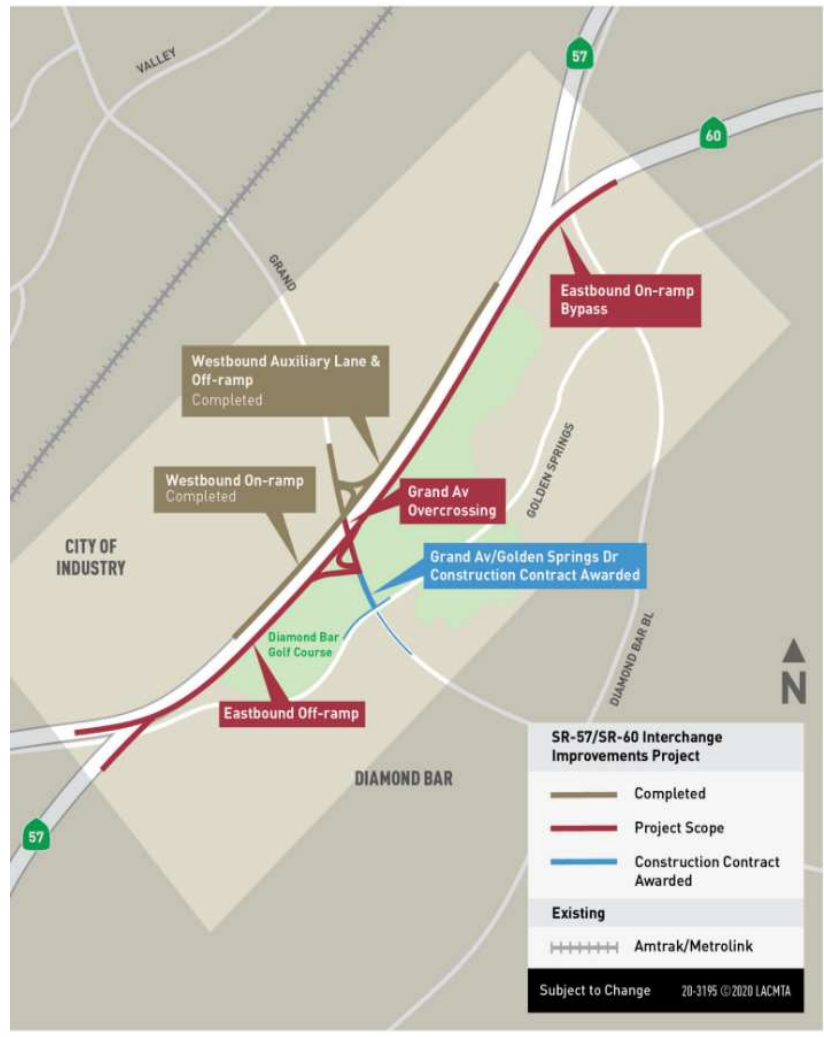 57
VALLEY
60
GRAND
Eastbound On-ramp
Bypass
Westbound Auxiliary Lane &
Off-ramp
Completed
Westbound On-ramp
Completed
Grand Av
Overcrossing
GOLDEN SPRINGS
CITY OF
INDUSTRY
Grand Av/Golden Springs Dr
Construction Contract Awarded
Diamond Bar
Golf Course
DIAMOND BAR BL
N
Eastbound Off-ramp
DIAMOND BAR
57
SR-57/SR-60 Interchange
Improvements Project
Completed
Project Scope
Construction Contract
Awarded
Existing
Amtrak/Metrolink
Subject to Change 20-3195 ©2020 LACMTA